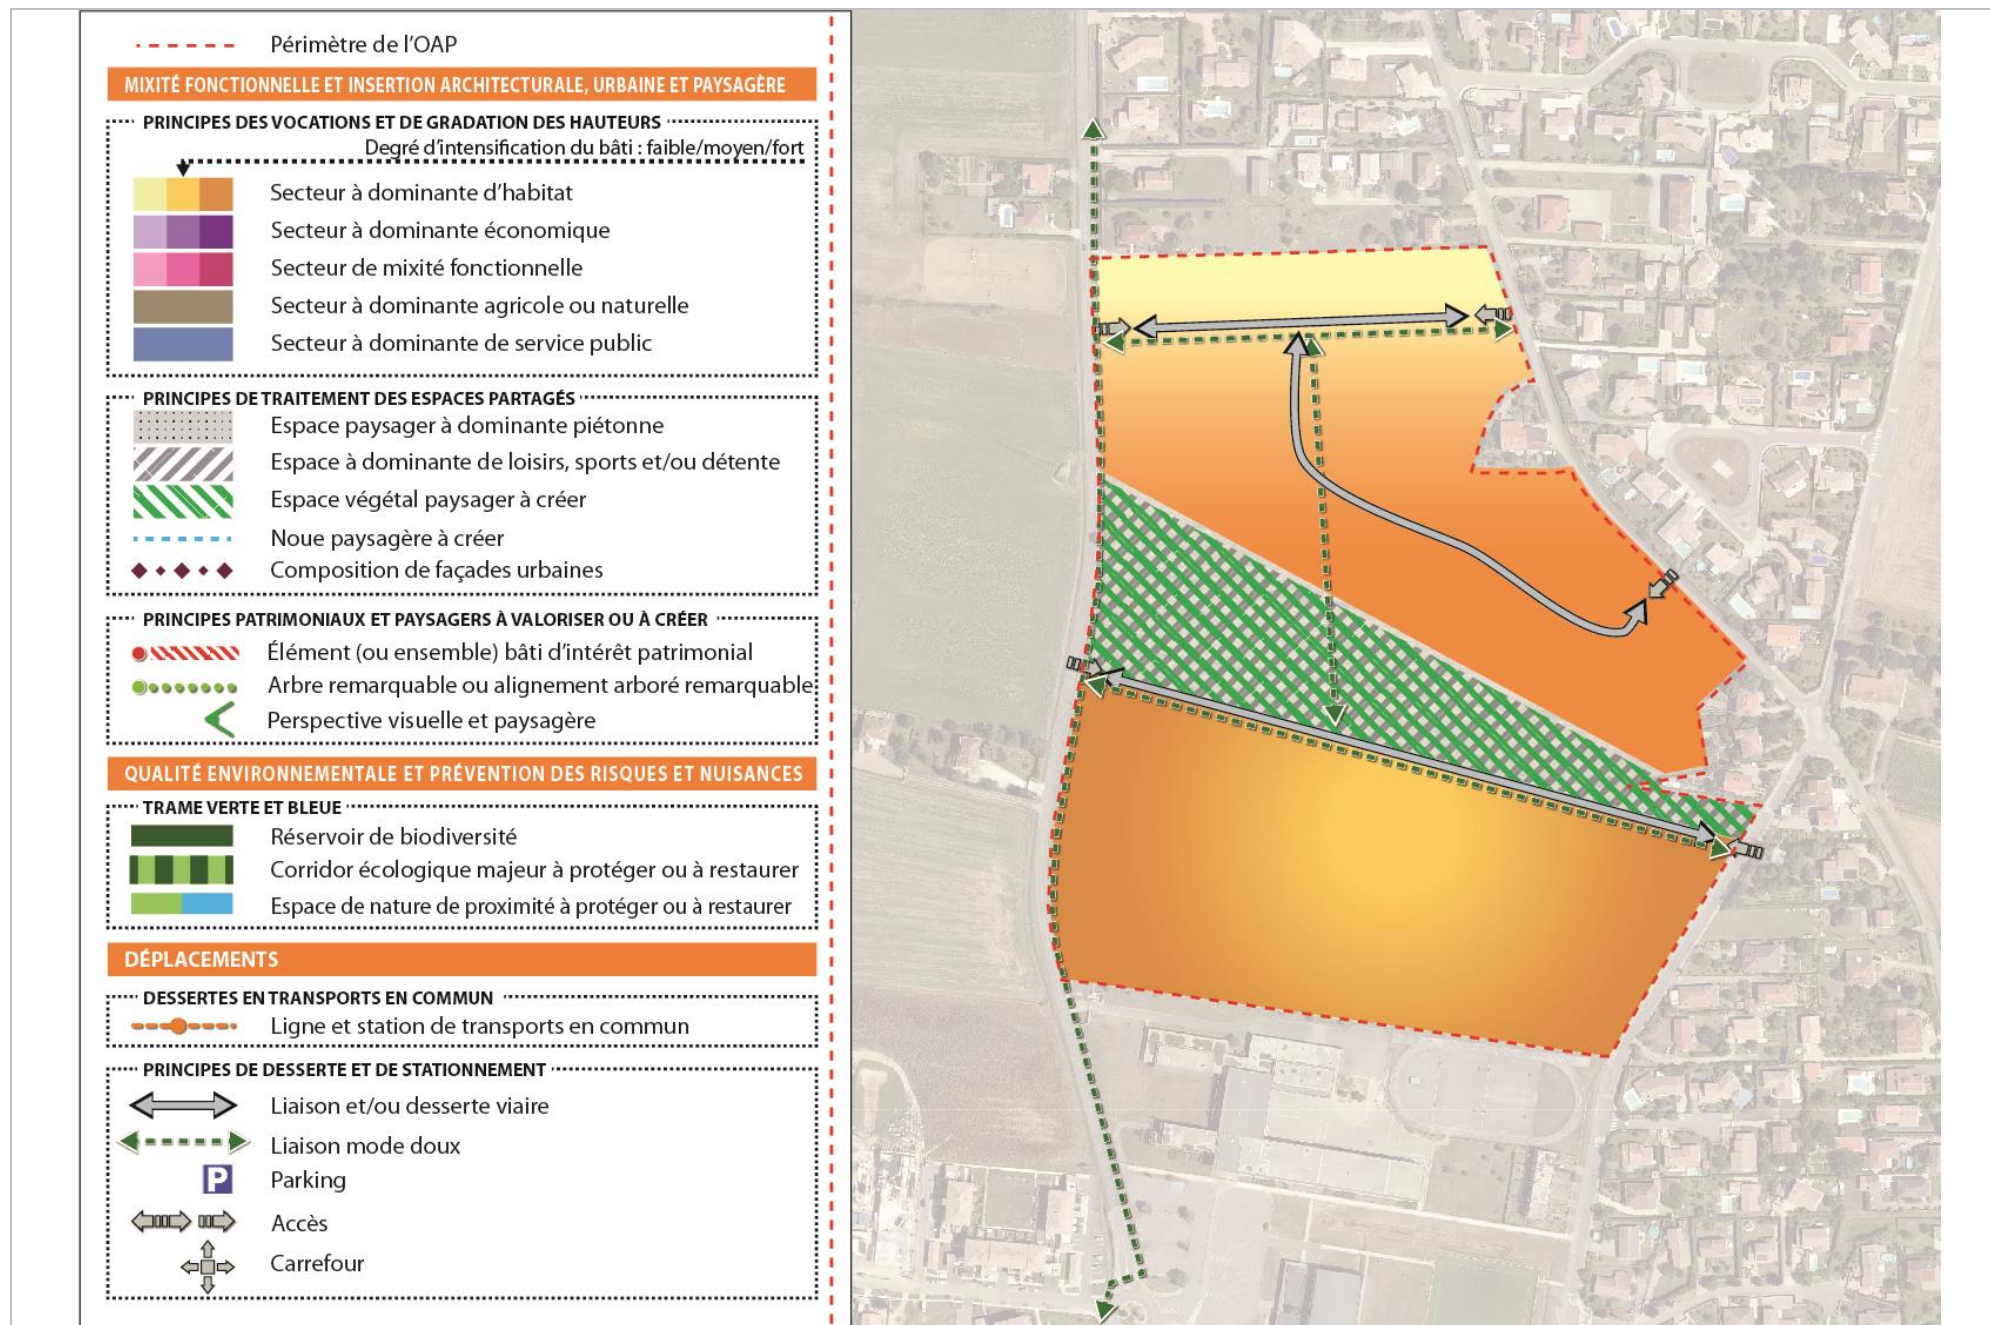 Périmètre de l'OAP
MIXITÉ FONCTIONNELLE ET INSERTION ARCHITECTURALE, URBAINE ET PAYSAGÈRE
PRINCIPES DES VOCATIONS ET DE GRADATION DES HAUTEURS
Degré d'intensification du bâti : faible/moyen/fort
Secteur à dominante d'habitat
Secteur à dominante économique
Secteur de mixité fonctionnelle
Secteur à dominante agricole ou naturelle
Secteur à dominante de service public
PRINCIPES DE TRAITEMENT DES ESPACES PARTAGÉS
Espace paysager à dominante piétonne
Espace à dominante de loisirs, sports et/ou détente
Espace végétal paysager à créer
Noue paysagère à créer
Composition de façades urbaines
PRINCIPES PATRIMONIAUX ET PAYSAGERS À VALORISER OU À CRÉER
Élément (ou ensemble) bâti d'intérêt patrimonial
Arbre remarquable ou alignement arboré remarquable
Perspective visuelle et paysagère
QUALITÉ ENVIRONNEMENTALE ET PRÉVENTION DES RISQUES ET NUISANCES
TRAME VERTE ET BLEUE
Réservoir de biodiversité
Corridor écologique majeur à protéger ou à restaurer
Espace de nature de proximité à protéger ou à restaurer
DÉPLACEMENTS
DESSERTES EN TRANSPORTS EN COMMUN
Ligne et station de transports en commun
PRINCIPES DE DESSERTE ET DE STATIONNEMENT
Liaison et/ou desserte viaire
Liaison mode doux
P Parking
Accès
Carrefour